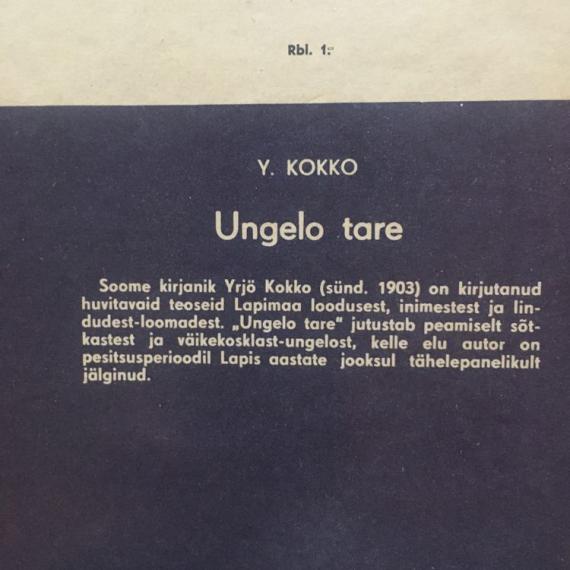 Rbl. 1.-
Y. KOKKO
Ungelo tare
Soome kirjanik Yrjö Kokko (sünd. 1903) on kirjutanud
huvitavaid teoseid Lapimaa loodusest, inimestest ja lin-
dudest-loomadest. „Ungelo tare" jutustab peamiselt sõt-
kastest ja väikekosklast-ungelost, kelle elu autor on
pesitsusperioodil Lapis aastate jooksul tähelepanelikult
jälginud.